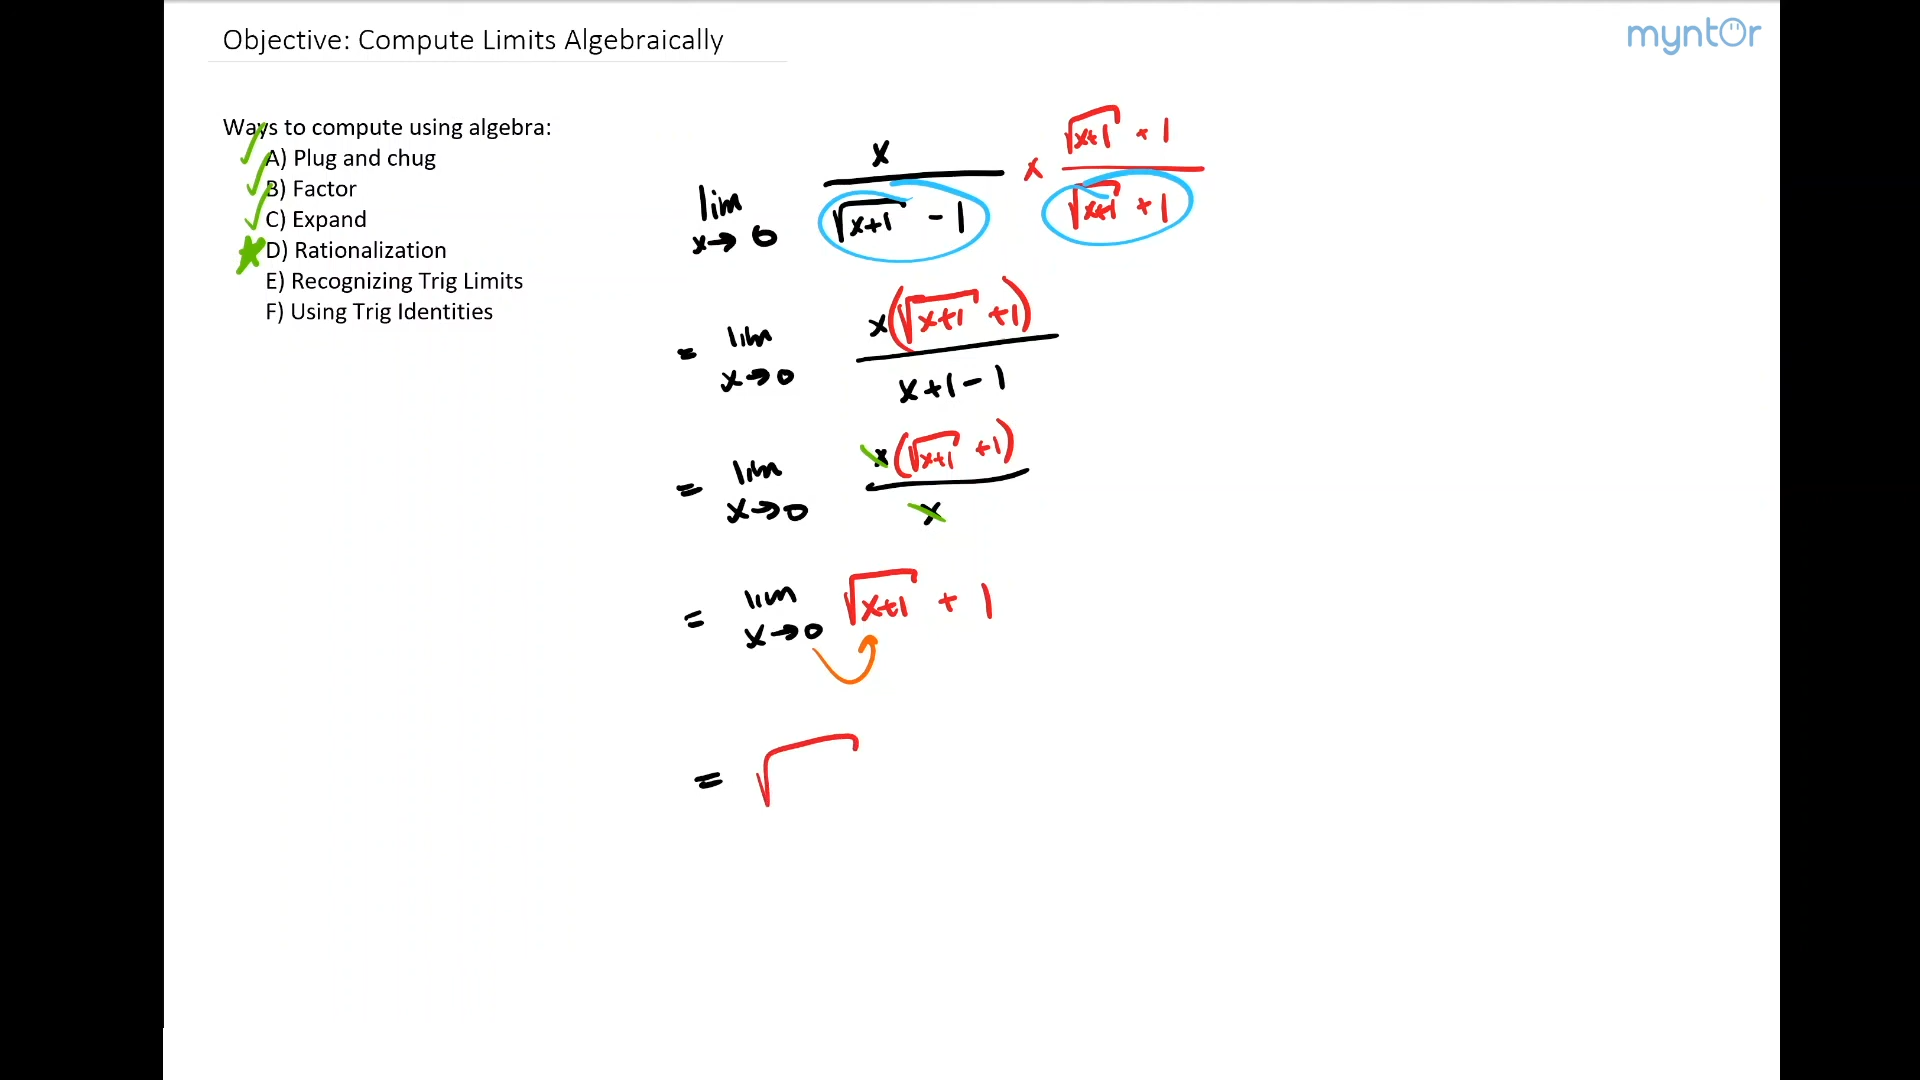 Objective: Compute Limits Algebraically
myntor
Ways to compute using algebra:
A) Plug and chug
B) Factor
C) Expand
D) Rationalization
E) Recognizing Trig Limits
F) Using Trig Identities
lim x→0 x / (√(x+1) - 1) × (√(x+1) + 1) / (√(x+1) + 1)
= lim x→0 x(√(x+1) + 1) / (x+1-1)
= lim x→0 x(√(x+1) + 1) / x
= lim x→0 √(x+1) + 1
= √